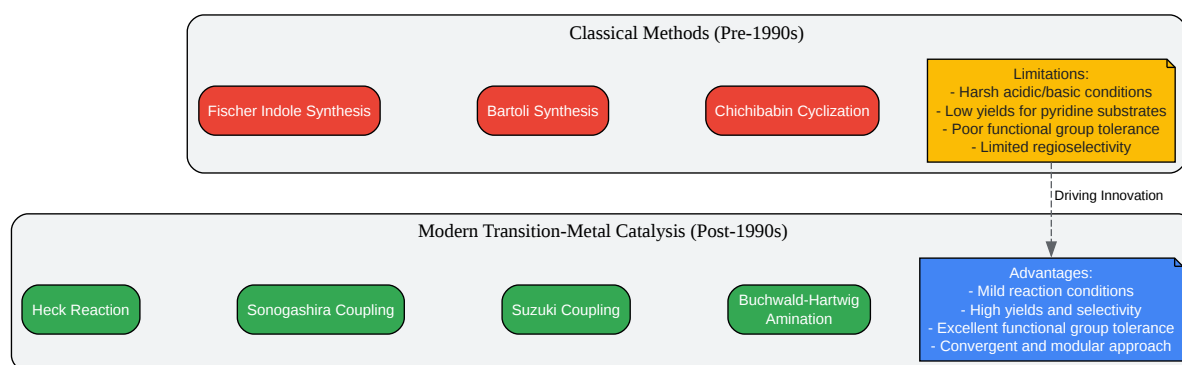 Classical Methods (Pre-1990s)
Fischer Indole Synthesis
Bartoli Synthesis
Chichibabin Cyclization
Limitations:
- Harsh acidic/basic conditions
- Low yields for pyridine substrates
- Poor functional group tolerance
- Limited regioselectivity
Driving Innovation
Modern Transition-Metal Catalysis (Post-1990s)
Heck Reaction
Sonogashira Coupling
Suzuki Coupling
Buchwald-Hartwig
Amination
Advantages:
- Mild reaction conditions
- High yields and selectivity
- Excellent functional group tolerance
- Convergent and modular approach